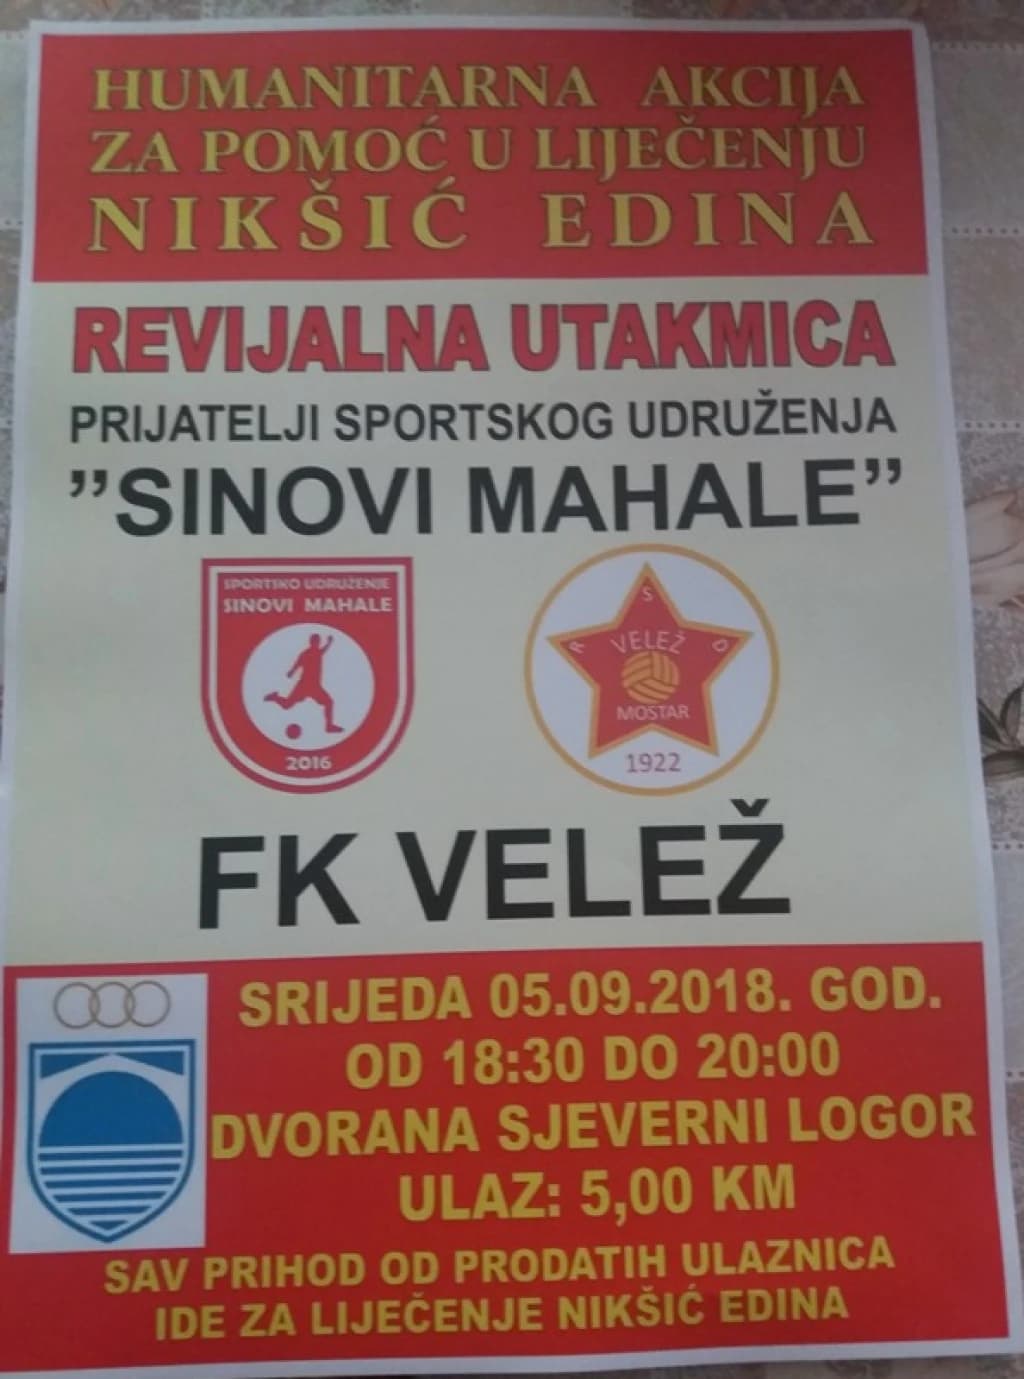 HUMANITARNA AKCIJA
ZA POMOĆ U LIJEČENJU
NIKŠIĆ EDINA
REVIJALNA UTAKMICA
PRIJATELJI SPORTSKOG UDRUŽENJA
”SINOVI MAHALE”
SPORTSKO UDRUŽENJE
SINOVI MAHALE
2016
R S D
VELEŽ
MOSTAR
1922
FK VELEŽ
SRIJEDA 05.09.2018. GOD.
OD 18:30 DO 20:00
DVORANA SJEVERNI LOGOR
ULAZ: 5,00 KM
SAV PRIHOD OD PRODATIH ULAZNICA
IDE ZA LIJEČENJE NIKŠIĆ EDINA